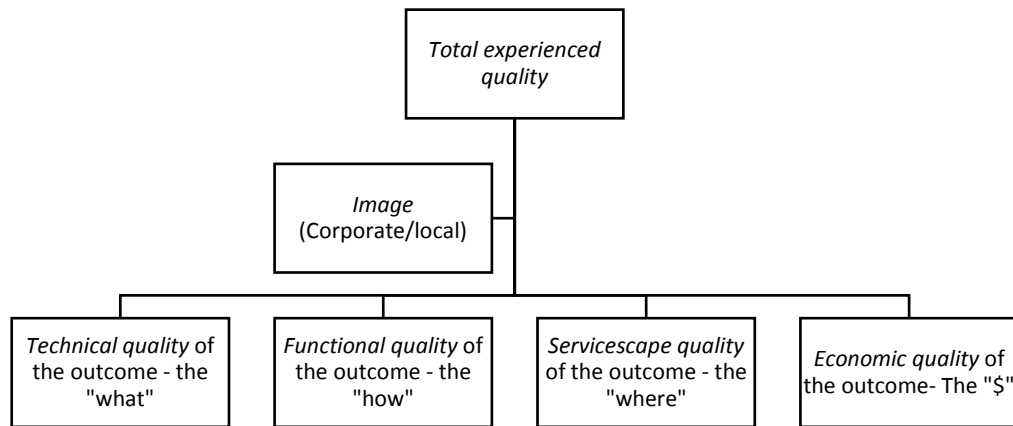 Total experienced
quality
Image
(Corporate/local)
Technical quality of
the outcome - the
"what"
Functional quality of
the outcome - the
"how"
Servicescape quality
of the outcome - the
"where"
Economic quality of
the outcome- The "$"